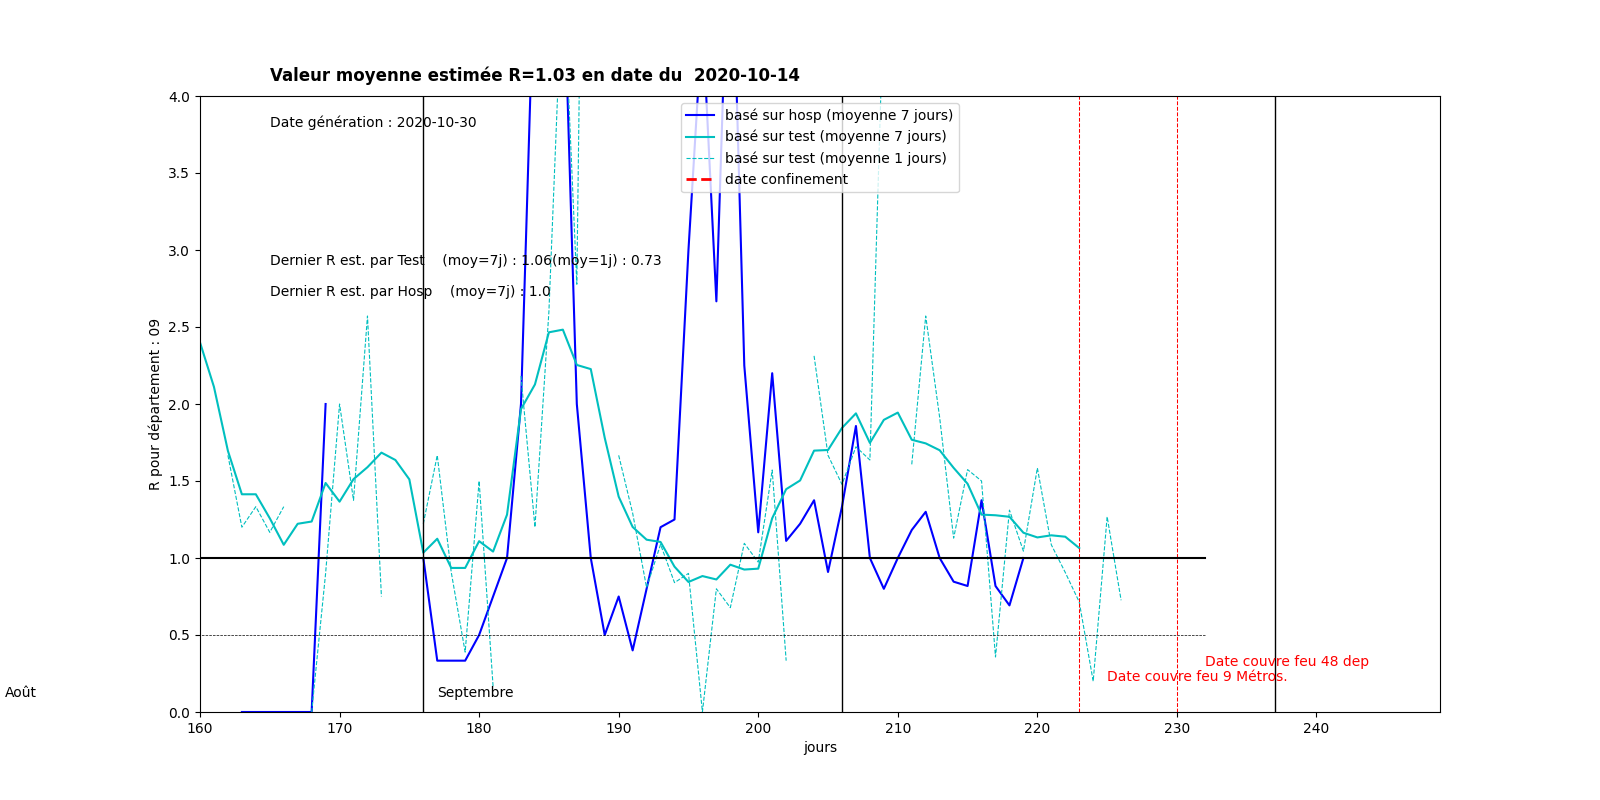 Valeur moyenne estimée R=1.03 en date du  2020-10-14
Date génération : 2020-10-30
basé sur hosp (moyenne 7 jours)
basé sur test (moyenne 7 jours)
basé sur test (moyenne 1 jours)
date confinement
Dernier R est. par Test    (moy=7j) : 1.06(moy=1j) : 0.73
Dernier R est. par Hosp    (moy=7j) : 1.0
R pour département : 09
4.0
3.5
3.0
2.5
2.0
1.5
1.0
0.5
0.0
Date couvre feu 48 dep
Date couvre feu 9 Métros.
Août
Septembre
160 170 180 190 200 210 220 230 240
jours